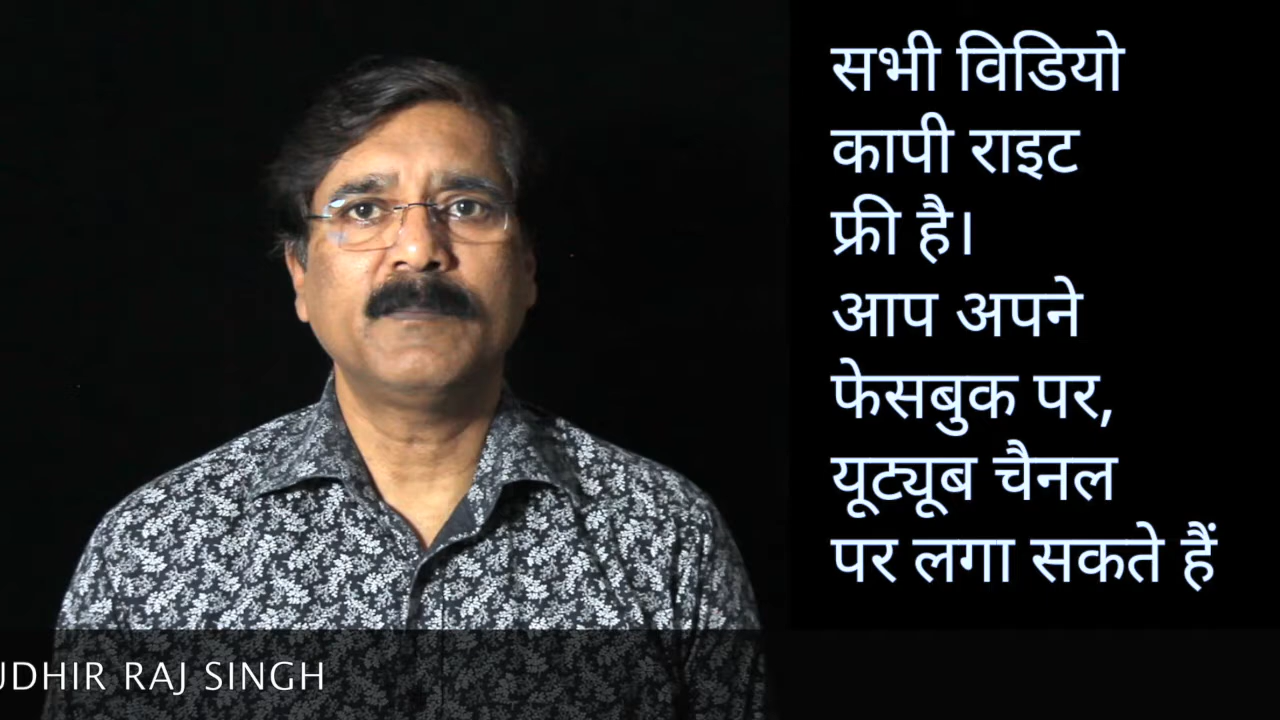 सभी विडियो
कापी राइट
फ्री है।
आप अपने
फेसबुक पर,
यूट्यूब चैनल
पर लगा सकते हैं
UDHIR RAJ SINGH